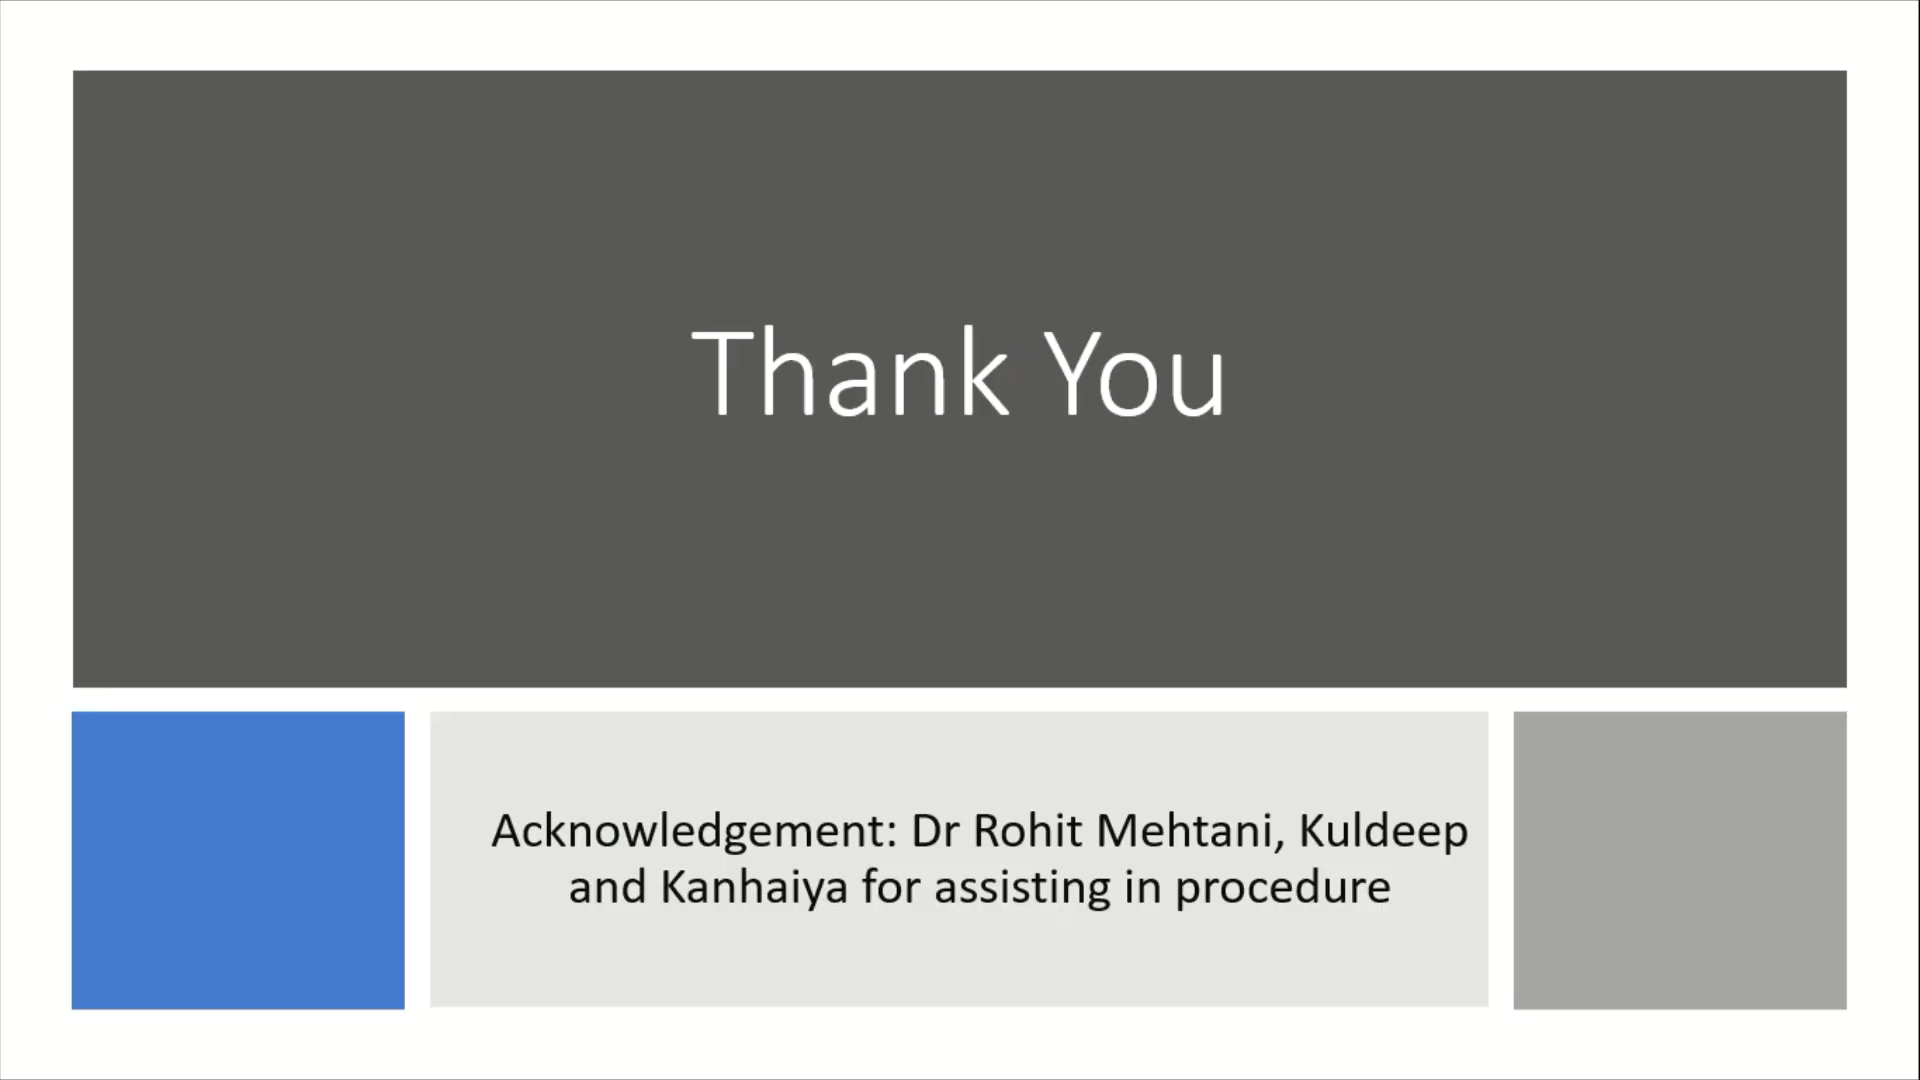 Thank You
Acknowledgement: Dr Rohit Mehtani, Kuldeep
and Kanhaiya for assisting in procedure